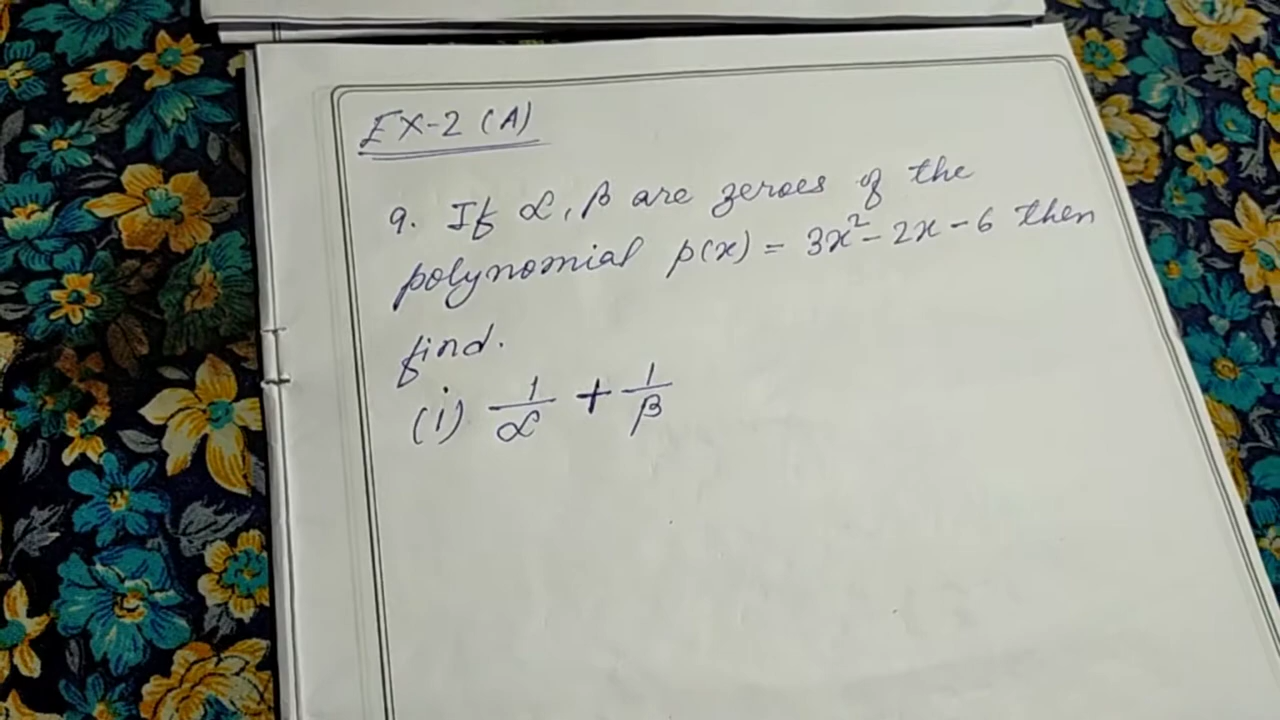 EX-2 (A)
9. If α, β are zeroes of the
polynomial p(x) = 3x² - 2x - 6 then
find.
(i) 1/α + 1/β